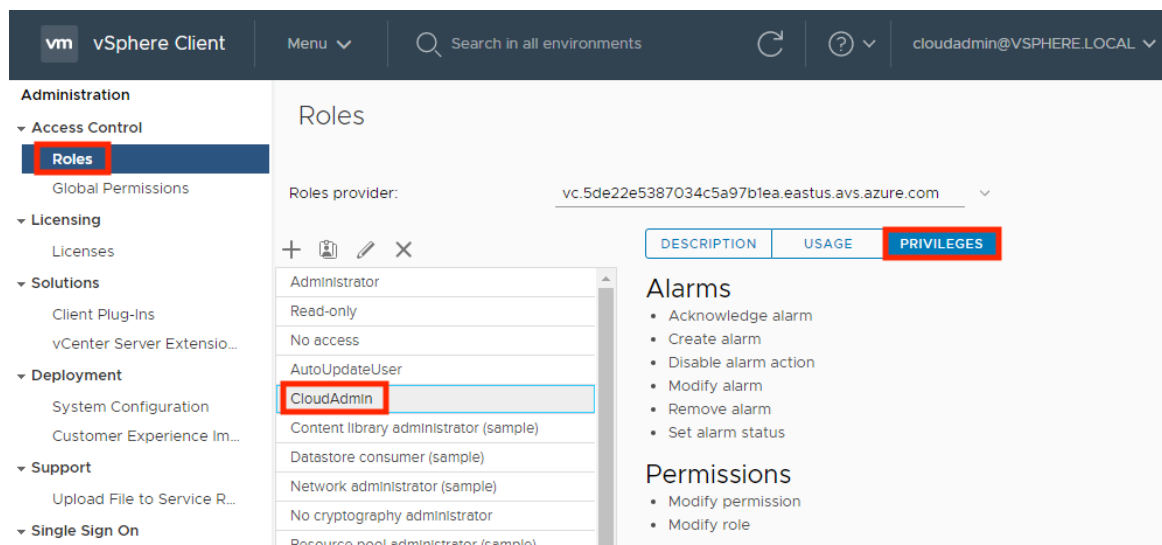 vm vSphere Client Menu Search in all environments ? cloudadmin@VSPHERE.LOCAL
Administration
Access Control
Roles
Global Permissions
Licensing
Licenses
Solutions
Client Plug-Ins
vCenter Server Extensio...
Deployment
System Configuration
Customer Experience Im...
Support
Upload File to Service R...
Single Sign On
Roles
Roles provider: vc.5de22e5387034c5a97b1ea.eastus.avs.azure.com
Administrator
Read-only
No access
AutoUpdateUser
CloudAdmin
Content library administrator (sample)
Datastore consumer (sample)
Network administrator (sample)
No cryptography administrator
Resource pool administrator (sample)
DESCRIPTION USAGE PRIVILEGES
Alarms
• Acknowledge alarm
• Create alarm
• Disable alarm action
• Modify alarm
• Remove alarm
• Set alarm status
Permissions
• Modify permission
• Modify role